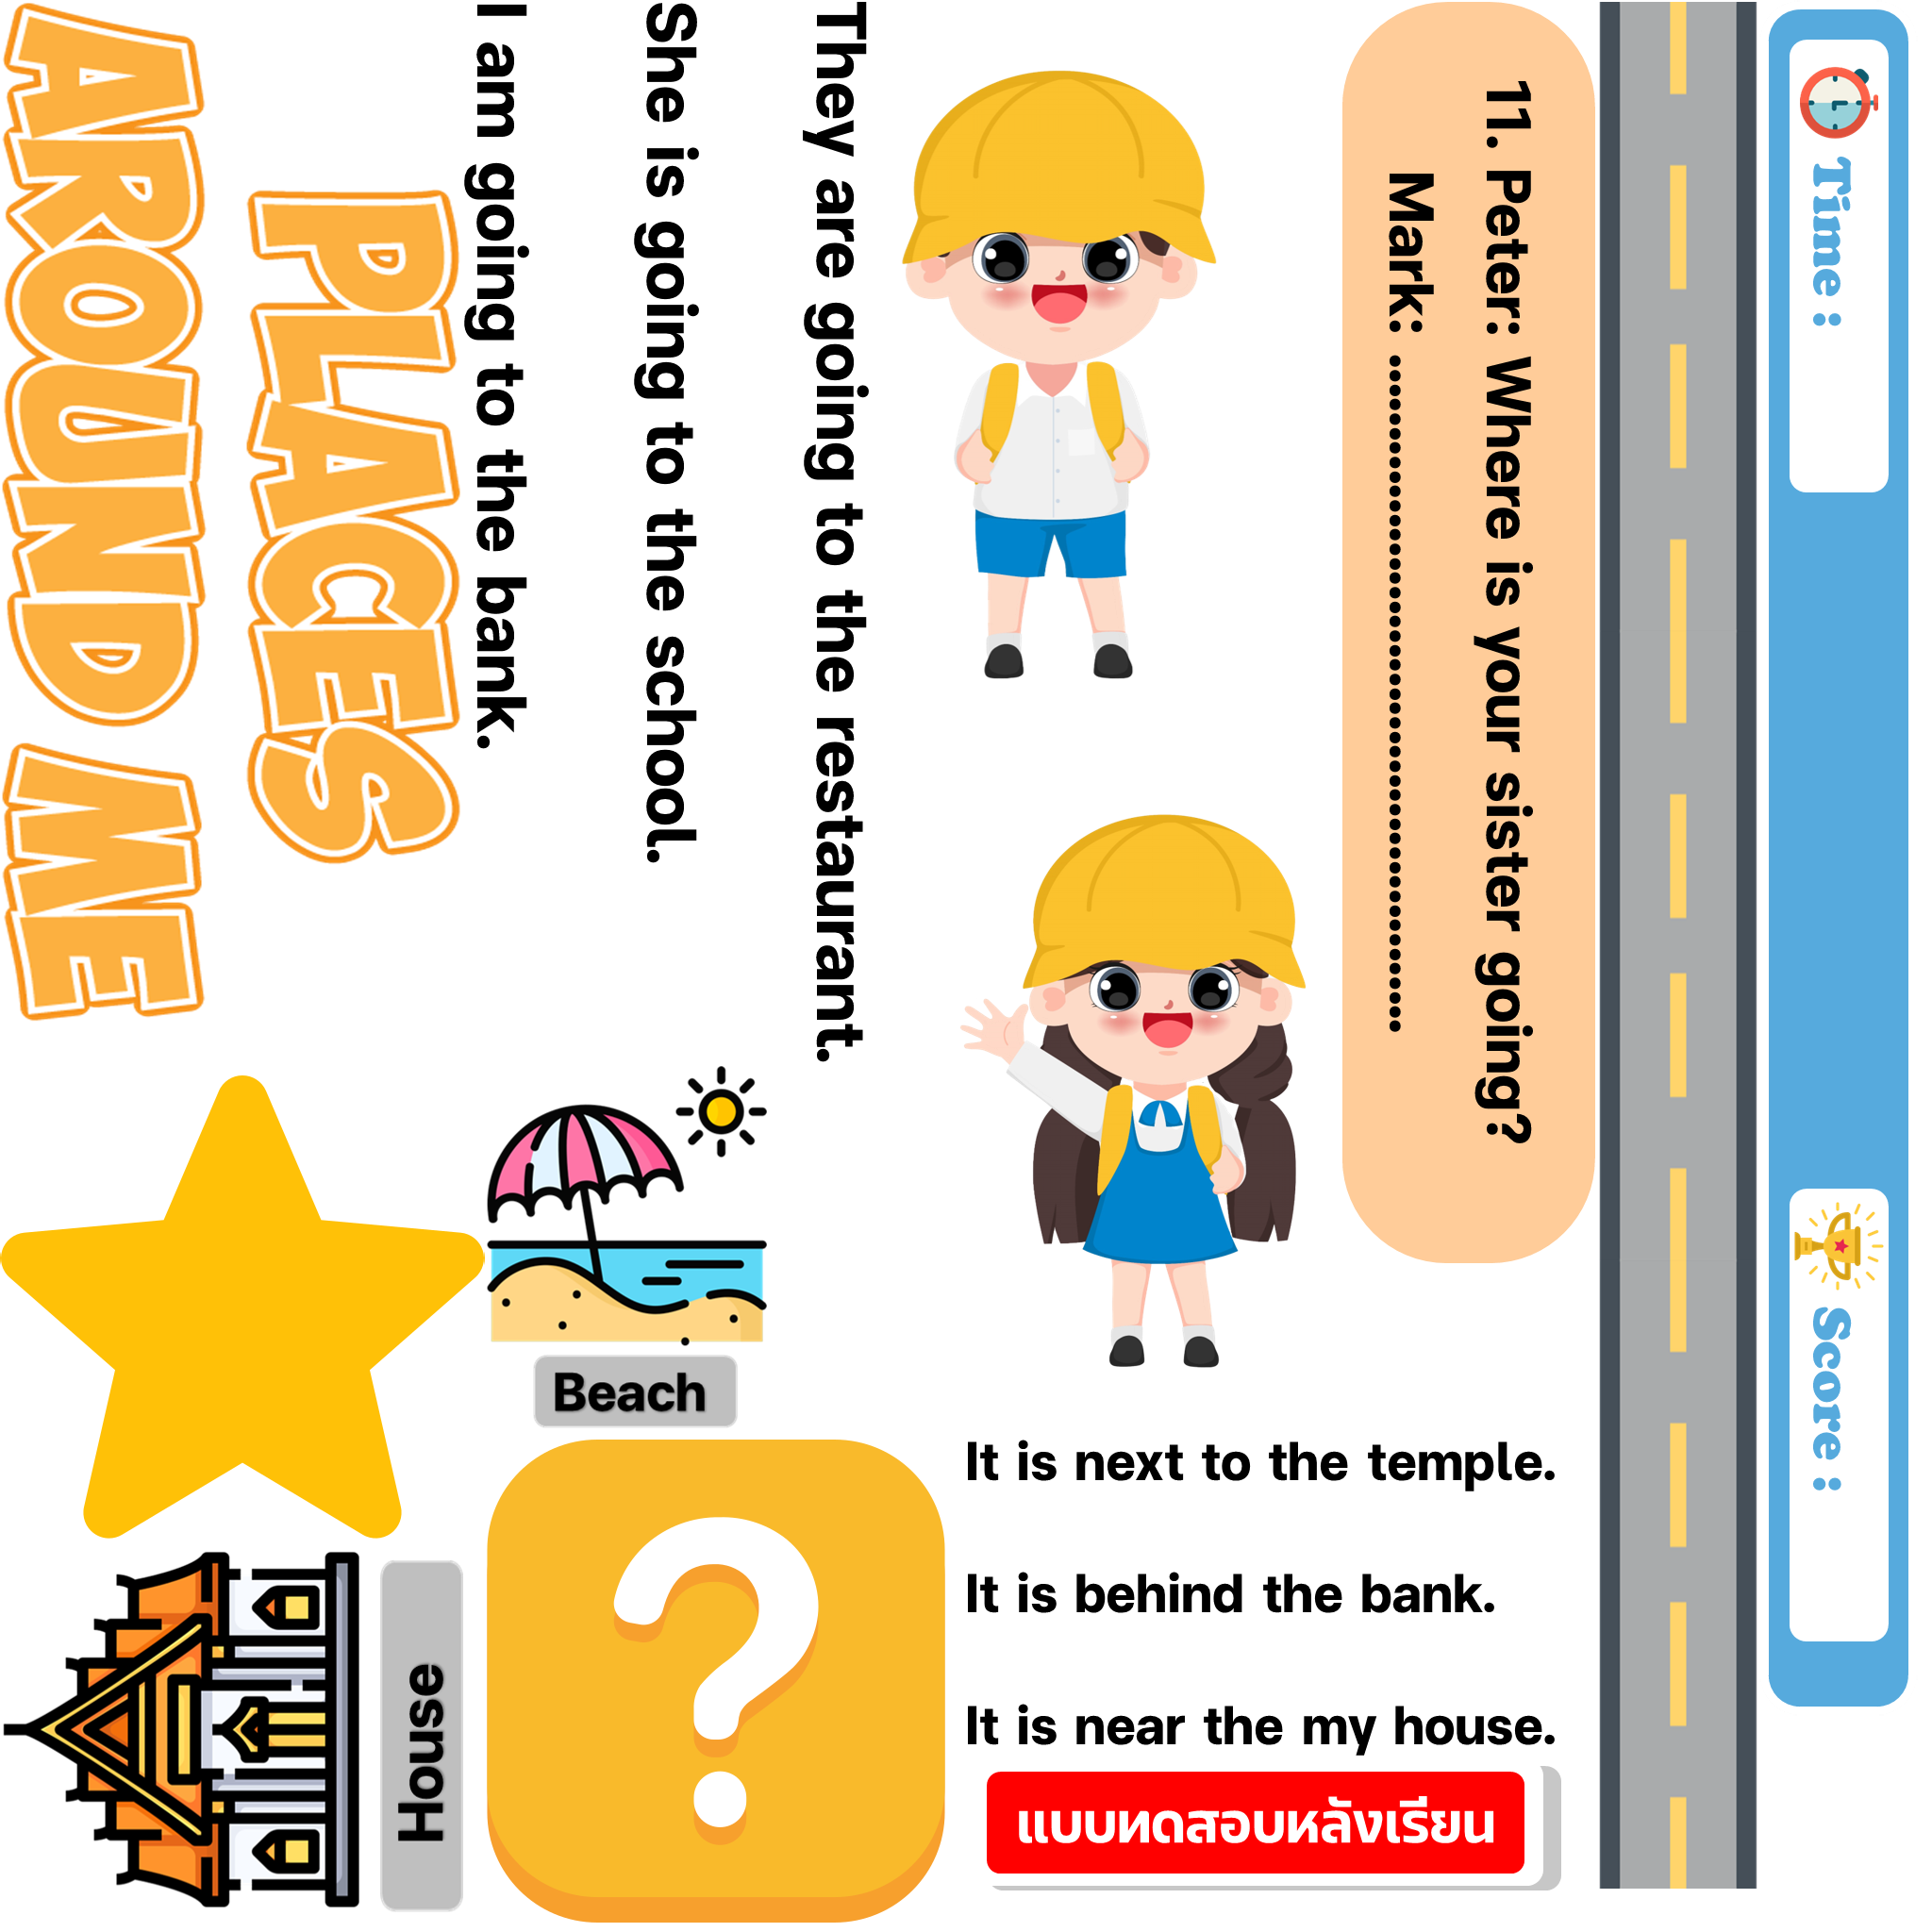 Time :
Score :
11. Peter: Where is your sister going?
Mark: ...............................................
They are going to the restaurant.
She is going to the school.
I am going to the bank.
PLACES
AROUND ME
Beach
House
It is next to the temple.
It is behind the bank.
It is near the my house.
แบบทดสอบหลังเรียน